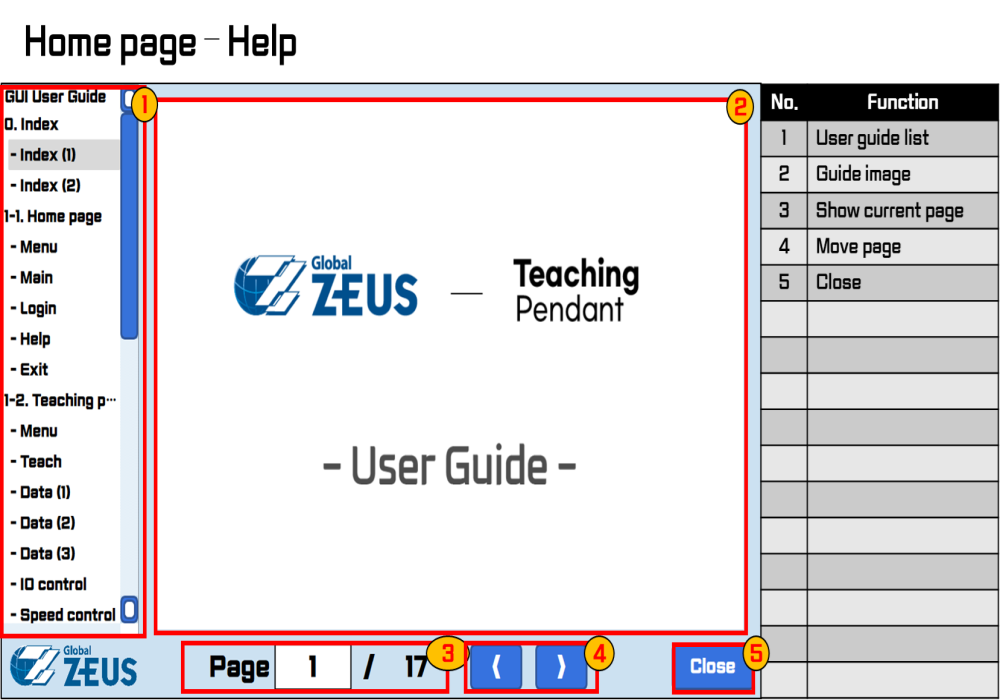 Home page – Help
GUI User Guide
0. Index
- Index (1)
- Index (2)
1-1. Home page
- Menu
- Main
- Login
- Help
- Exit
1-2. Teaching p…
- Menu
- Teach
- Data (1)
- Data (2)
- Data (3)
- IO control
- Speed control
1
2
Global
ZEUS
—
Teaching
Pendant
- User Guide -
Global
ZEUS
Page 1 / 17
3
⟨ ⟩
4
Close
5
No. Function
1 User guide list
2 Guide image
3 Show current page
4 Move page
5 Close